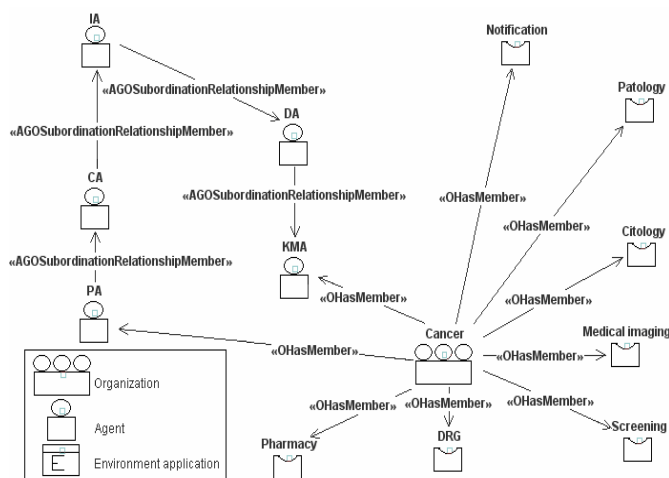 IA
Notification
«AGOSubordinationRelationshipMember»
Patology
DA
«AGOSubordinationRelationshipMember»
CA
«AGOSubordinationRelationshipMember»
«OHasMember»
«OHasMember»
Citology
KMA
«AGOSubordinationRelationshipMember»
«OHasMember»
PA
«OHasMember»
Cancer
Medical imaging
«OHasMember»
«OHasMember»
Organization
«OHasMember»
«OHasMember»
«OHasMember»
Agent
Pharmacy
DRG
Screening
E
Environment application